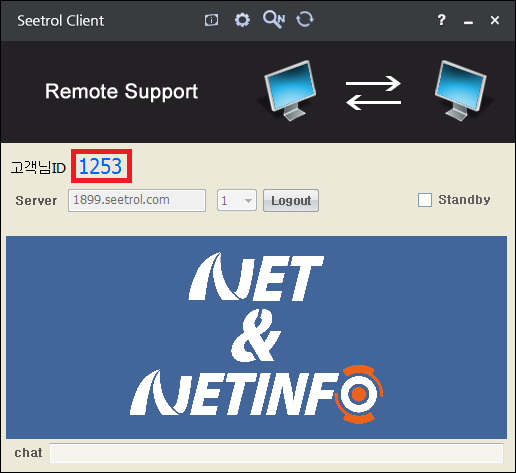 Seetrol Client
Remote Support
고객님ID 1253
Server 1899.seetrol.com 1 Logout Standby
NET
&
NETINFO
chat